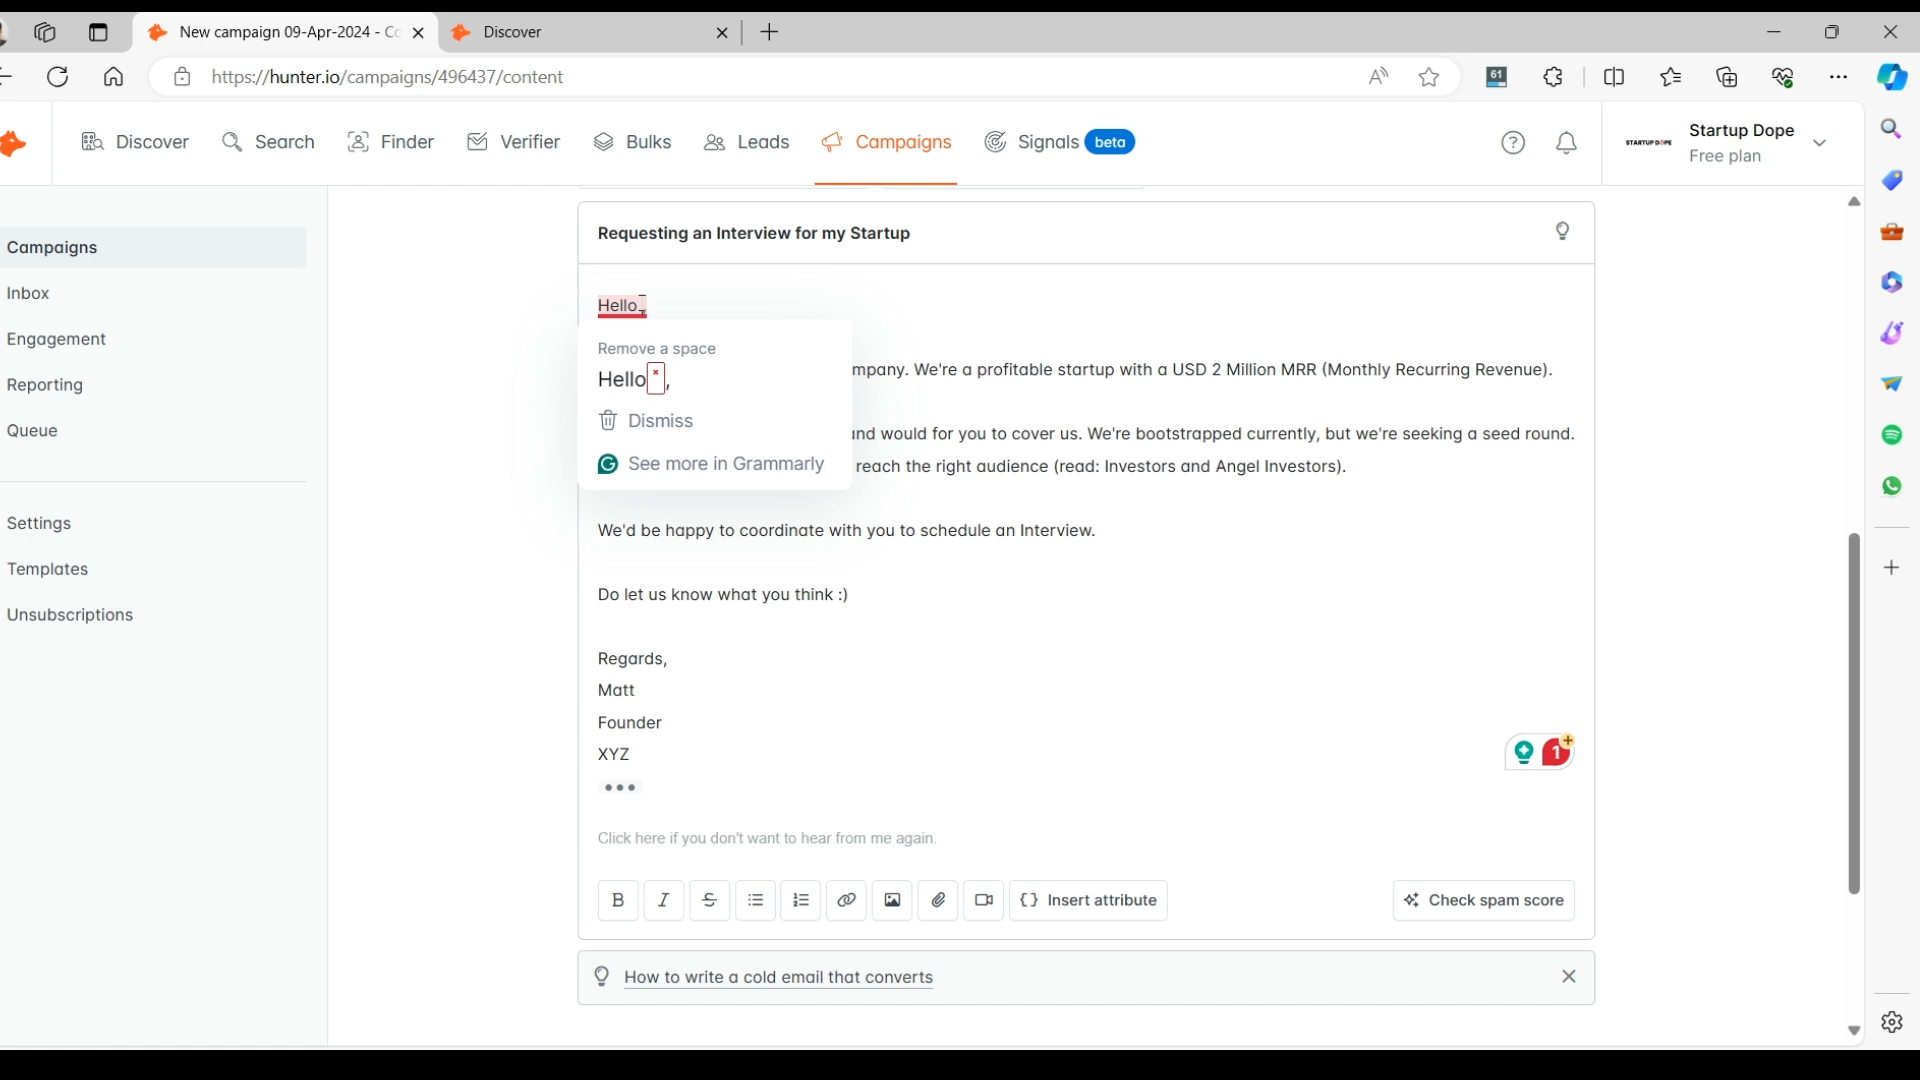 New campaign 09-Apr-2024 - Co
Discover
https://hunter.io/campaigns/496437/content
61
Discover
Search
Finder
Verifier
Bulks
Leads
Campaigns
Signals beta
STARTUP DOPE
Startup Dope
Free plan
Campaigns
Inbox
Engagement
Reporting
Queue
Settings
Templates
Unsubscriptions
Requesting an Interview for my Startup
Hello ,
Remove a space
Hello ,
Dismiss
See more in Grammarly
mpany. We're a profitable startup with a USD 2 Million MRR (Monthly Recurring Revenue).
and would for you to cover us. We're bootstrapped currently, but we're seeking a seed round.
reach the right audience (read: Investors and Angel Investors).
We'd be happy to coordinate with you to schedule an Interview.
Do let us know what you think :)
Regards,
Matt
Founder
XYZ
1
Click here if you don't want to hear from me again.
B I S
{} Insert attribute
Check spam score
How to write a cold email that converts